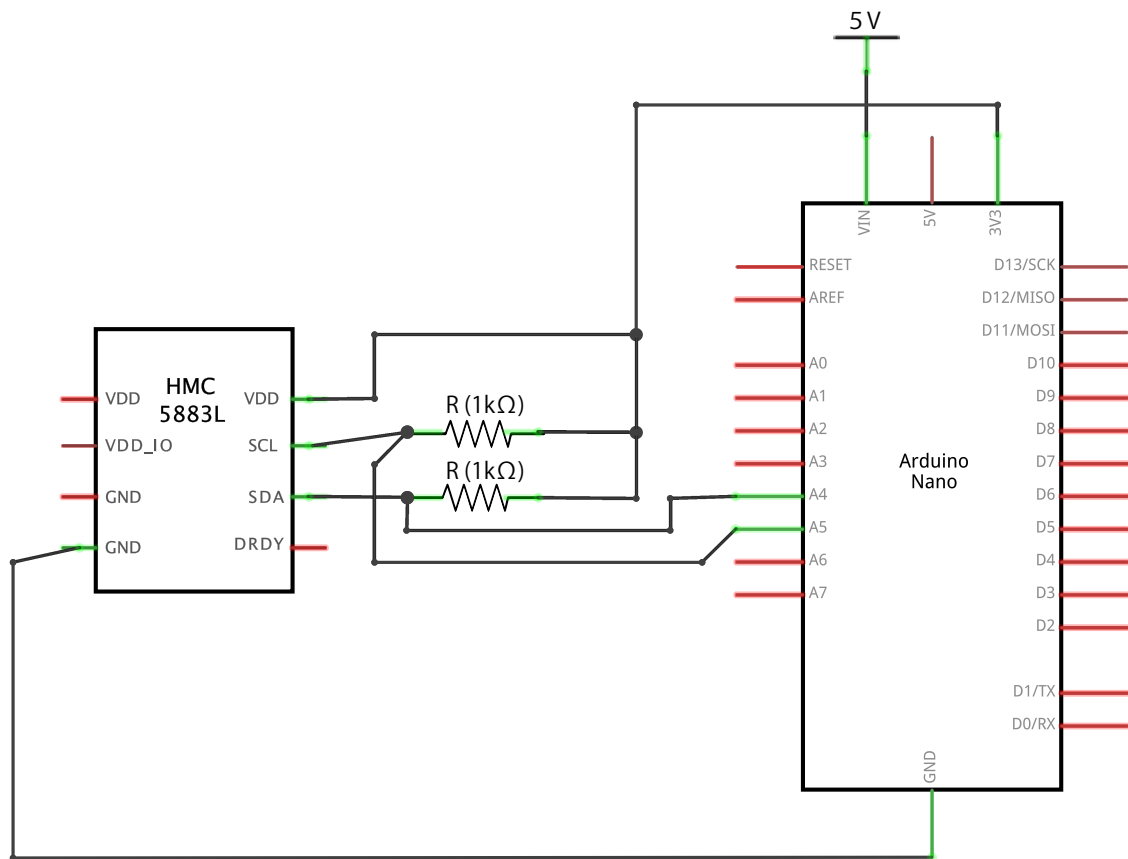 5 V
VIN
5V
3V3
RESET
AREF
A0
A1
A2
A3
A4
A5
A6
A7
D13/SCK
D12/MISO
D11/MOSI
D10
D9
D8
D7
D6
D5
D4
D3
D2
D1/TX
D0/RX
GND
Arduino
Nano
HMC
5883L
VDD
VDD_IO
GND
GND
VDD
SCL
SDA
DRDY
R (1kΩ)
R (1kΩ)